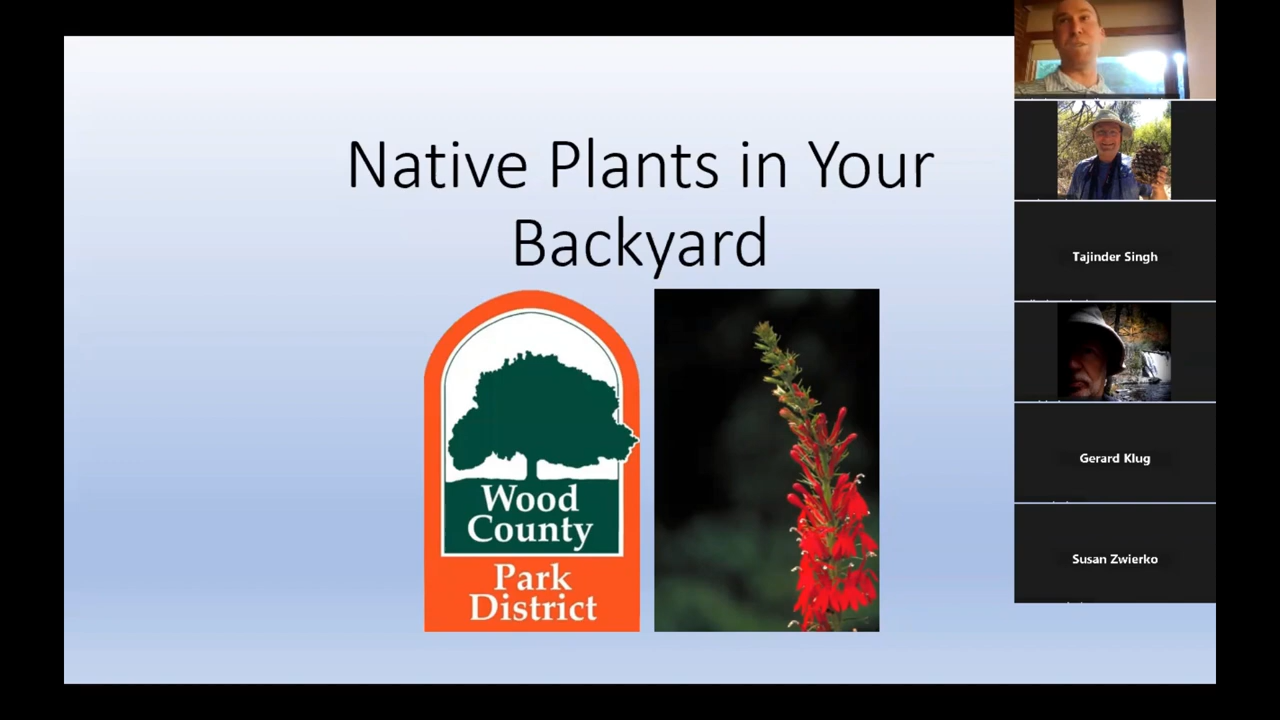 Native Plants in Your
Backyard
Wood
County
Park
District
Tajinder Singh
Gerard Klug
Susan Zwierko